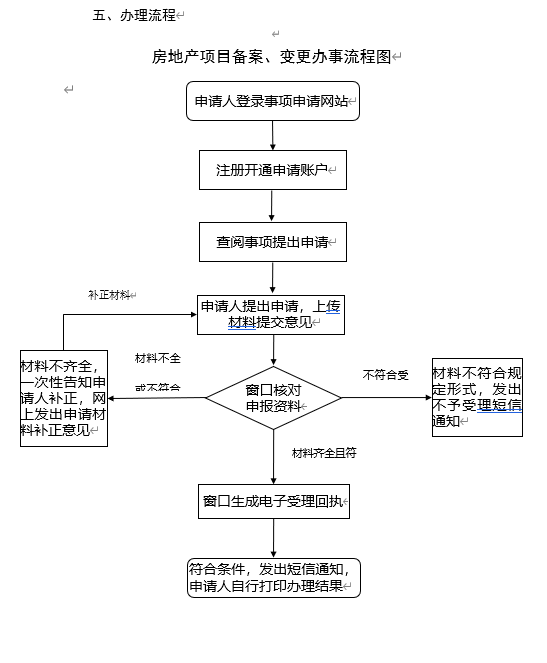 五、办理流程
房地产项目备案、变更办事流程图
申请人登录事项申请网站
注册开通申请账户
查阅事项提出申请
补正材料
申请人提出申请，上传
材料提交意见
材料不齐全，
一次性告知申
请人补正，网
上发出申请材
料补正意见
材料不全
或不符合
窗口核对
申报资料
不符合受
材料不符合规
定形式，发出
不予受理短信
通知
材料齐全且符
窗口生成电子受理回执
符合条件，发出短信通知，
申请人自行打印办理结果